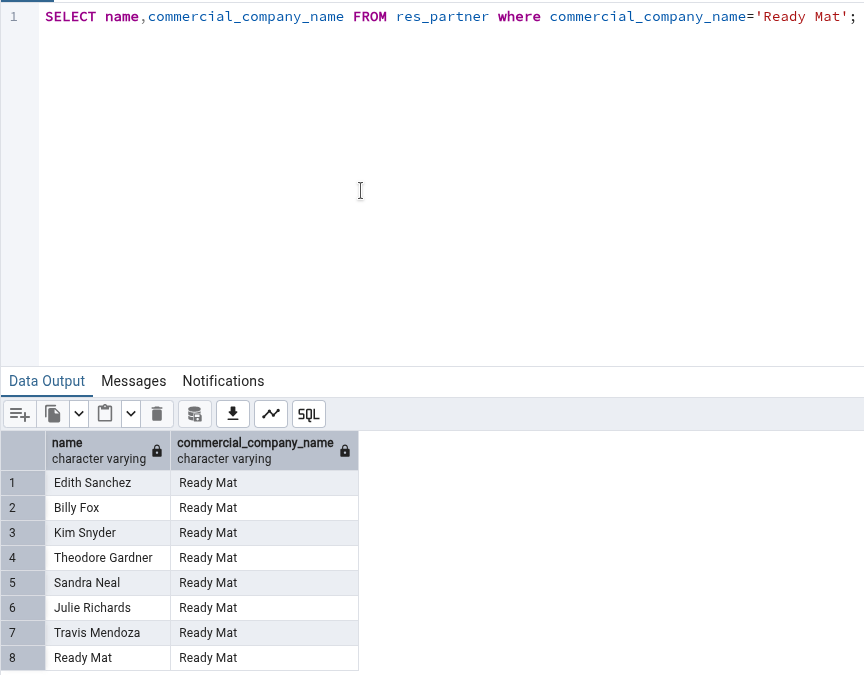 1 SELECT name,commercial_company_name FROM res_partner where commercial_company_name='Ready Mat';
Data Output Messages Notifications
SQL
name commercial_company_name
character varying character varying
1 Edith Sanchez Ready Mat
2 Billy Fox Ready Mat
3 Kim Snyder Ready Mat
4 Theodore Gardner Ready Mat
5 Sandra Neal Ready Mat
6 Julie Richards Ready Mat
7 Travis Mendoza Ready Mat
8 Ready Mat Ready Mat